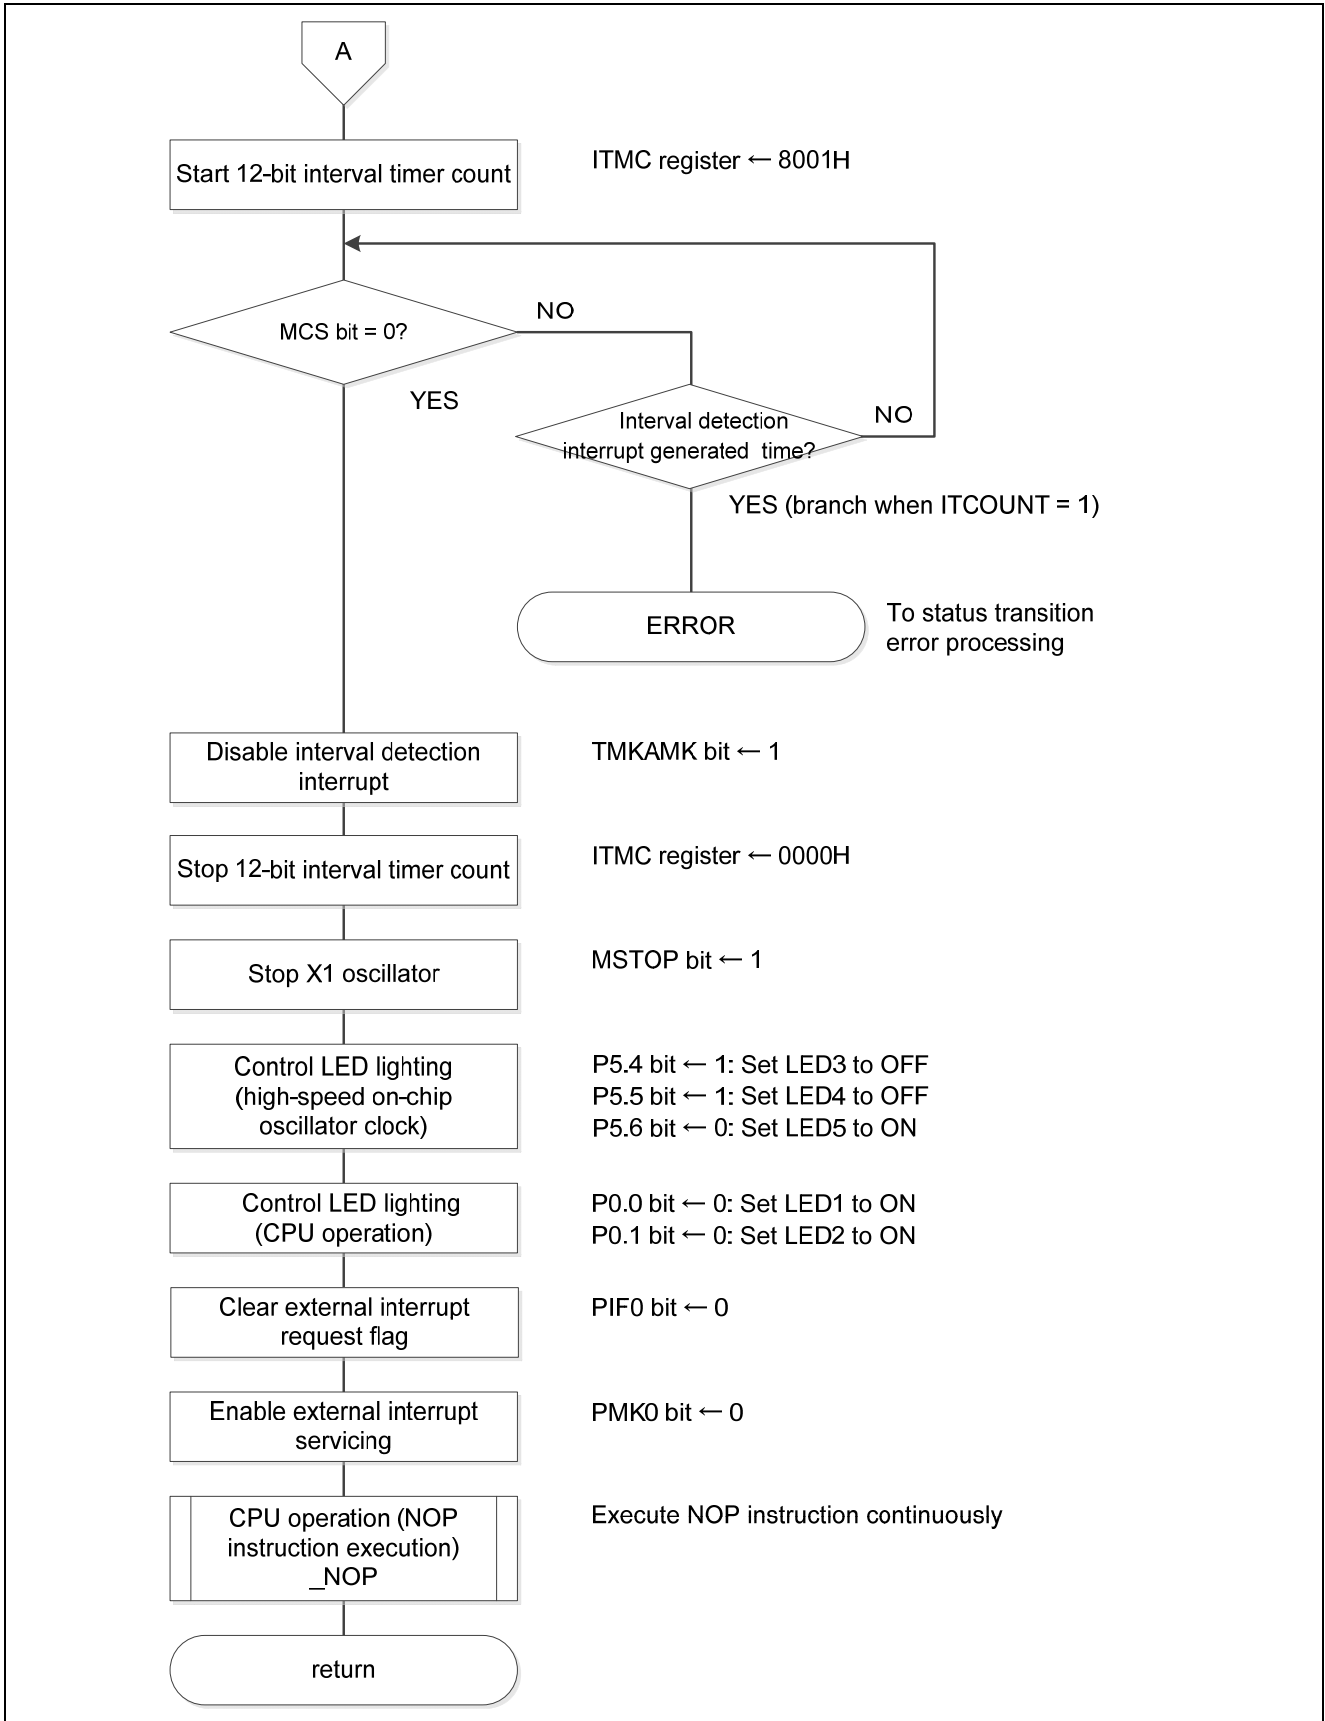 A
Start 12-bit interval timer count
ITMC register ← 8001H
MCS bit = 0?
NO
YES
Interval detection
interrupt generated time?
NO
YES (branch when ITCOUNT = 1)
ERROR
To status transition
error processing
Disable interval detection
interrupt
TMKAMK bit ← 1
Stop 12-bit interval timer count
ITMC register ← 0000H
Stop X1 oscillator
MSTOP bit ← 1
Control LED lighting
(high-speed on-chip
oscillator clock)
P5.4 bit ← 1: Set LED3 to OFF
P5.5 bit ← 1: Set LED4 to OFF
P5.6 bit ← 0: Set LED5 to ON
Control LED lighting
(CPU operation)
P0.0 bit ← 0: Set LED1 to ON
P0.1 bit ← 0: Set LED2 to ON
Clear external interrupt
request flag
PIF0 bit ← 0
Enable external interrupt
servicing
PMK0 bit ← 0
CPU operation (NOP
instruction execution)
_NOP
Execute NOP instruction continuously
return